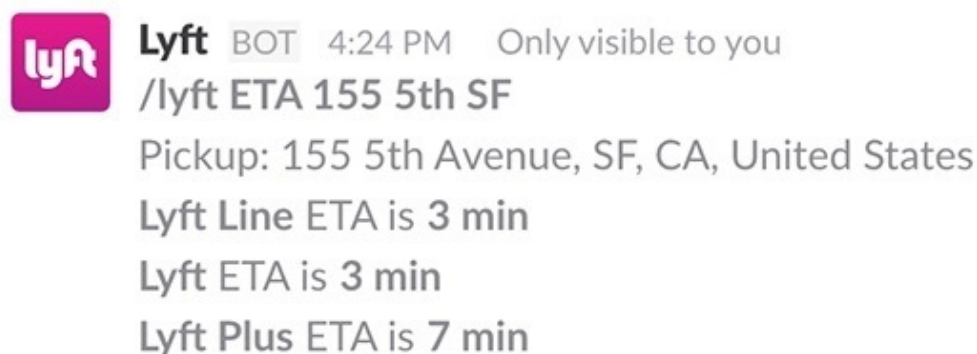 lyft
Lyft BOT 4:24 PM Only visible to you
/lyft ETA 155 5th SF
Pickup: 155 5th Avenue, SF, CA, United States
Lyft Line ETA is 3 min
Lyft ETA is 3 min
Lyft Plus ETA is 7 min